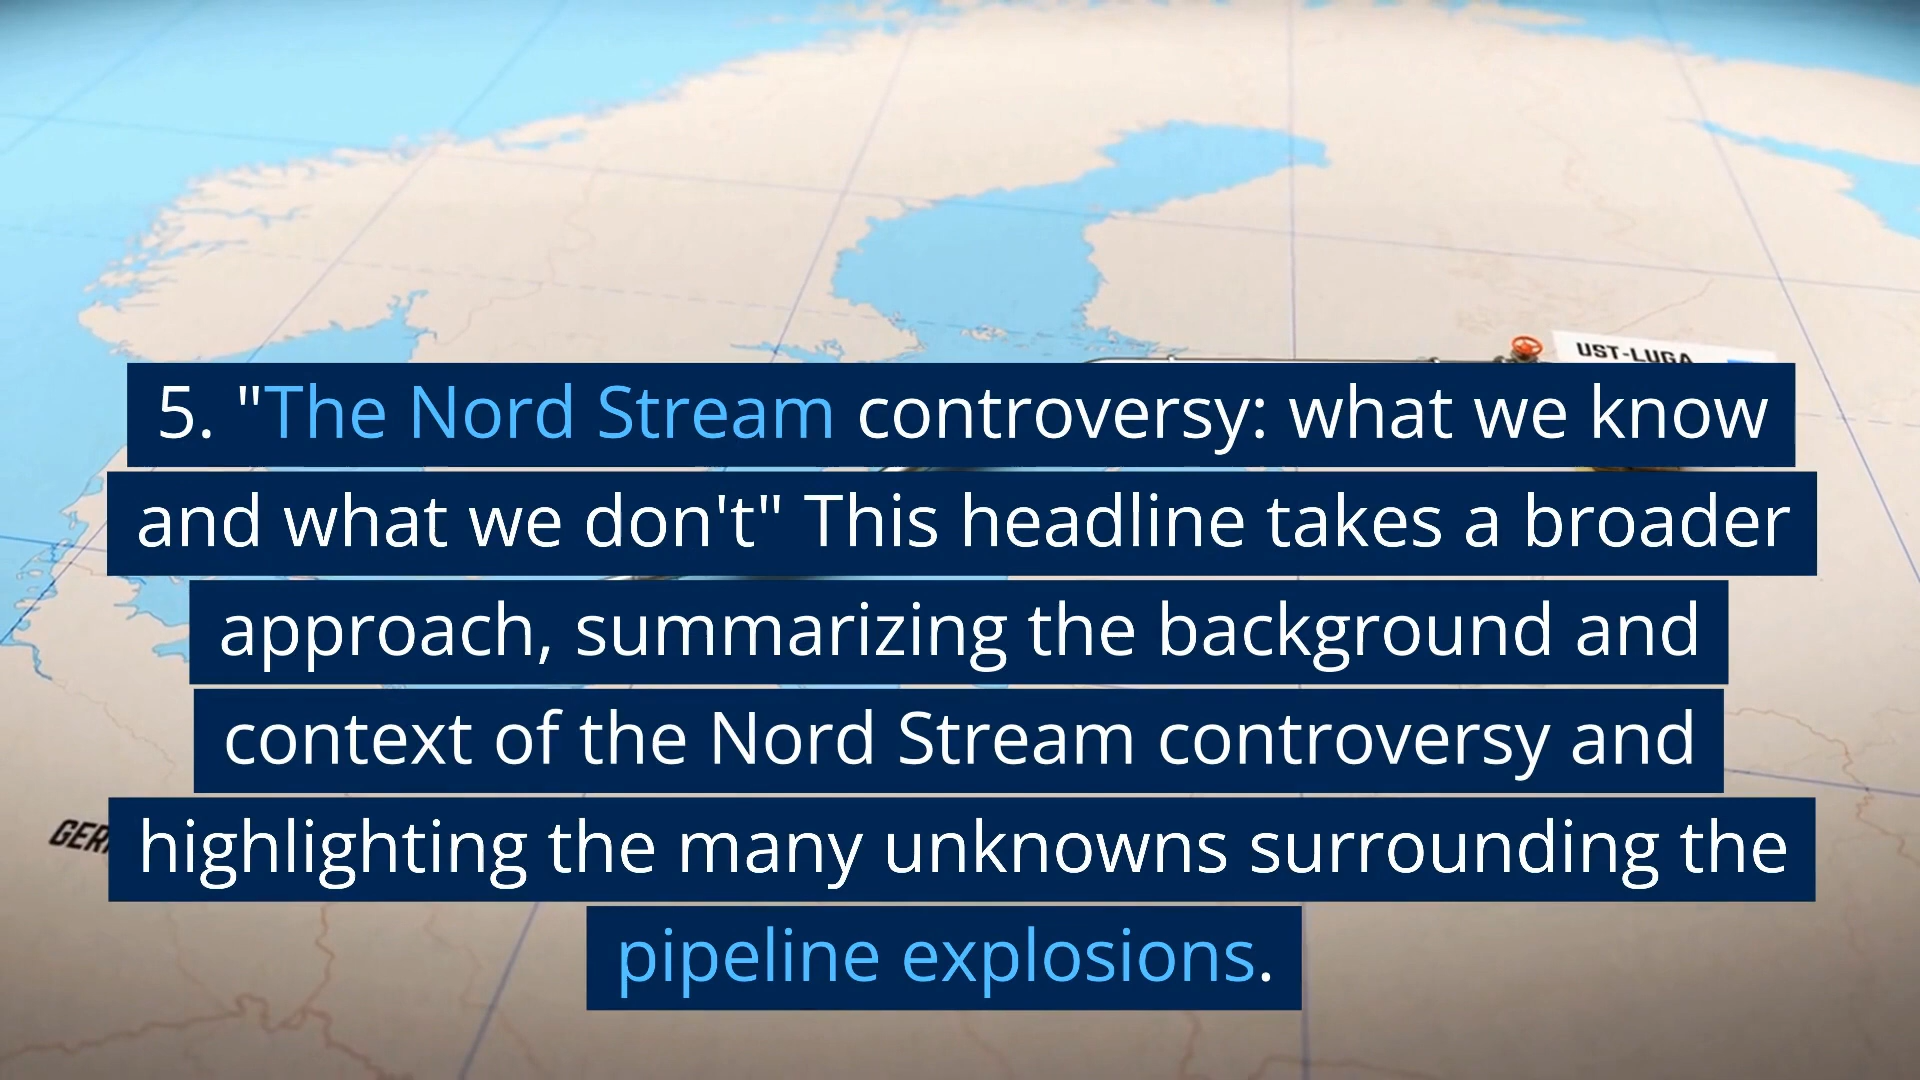 UST-LUGA
5. "The Nord Stream controversy: what we know
and what we don't" This headline takes a broader
approach, summarizing the background and
context of the Nord Stream controversy and
highlighting the many unknowns surrounding the
pipeline explosions.